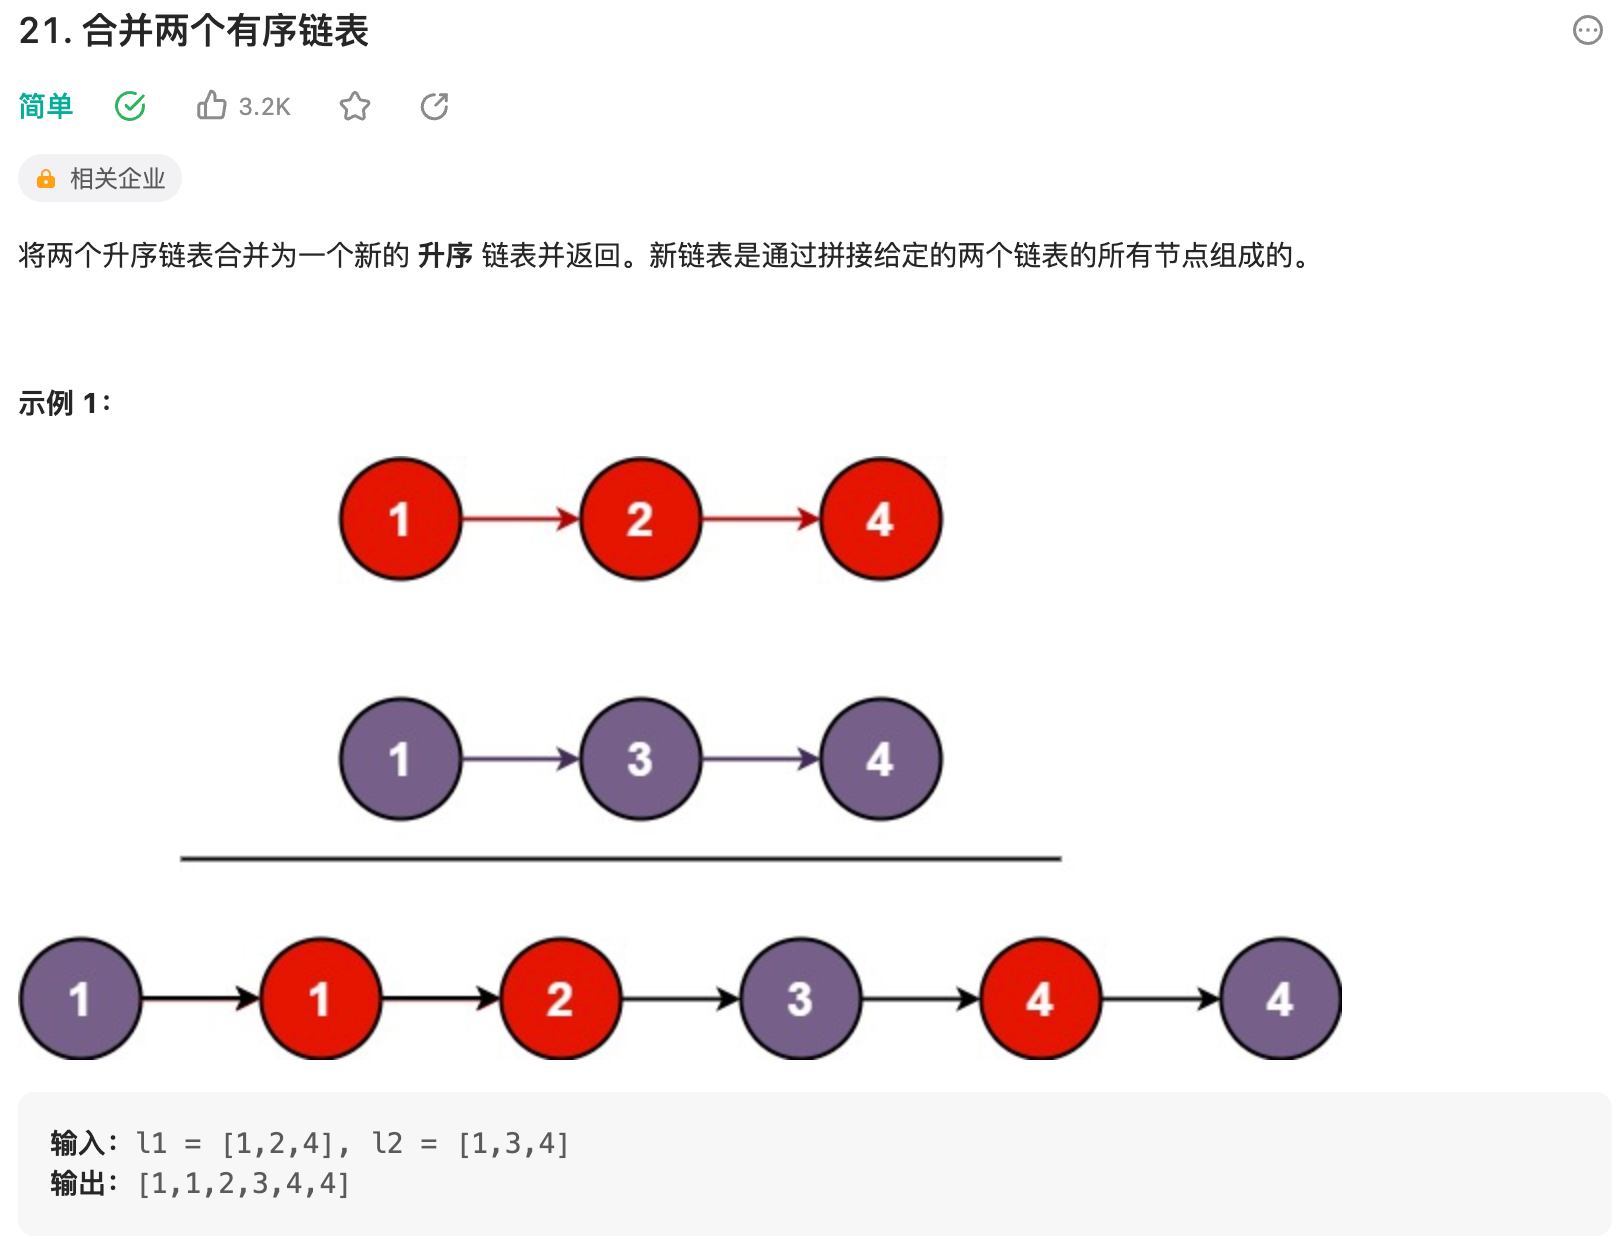 21. 合并两个有序链表
简单 3.2K
相关企业
将两个升序链表合并为一个新的 升序 链表并返回。新链表是通过拼接给定的两个链表的所有节点组成的。
示例 1：
1 2 4
1 3 4
1 1 2 3 4 4
输入：l1 = [1,2,4], l2 = [1,3,4]
输出：[1,1,2,3,4,4]